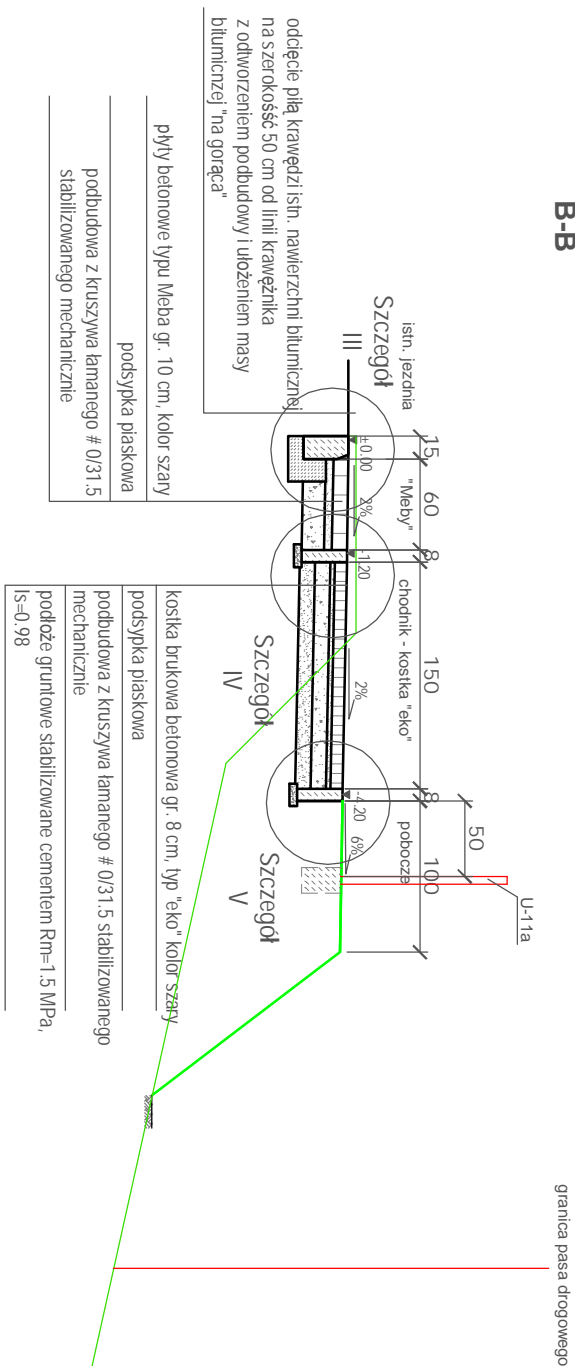 B-B
granica pasa drogowego
U-11a
50
15
60
8
150
8
100
istn. jezdnia
"Meby"
chodnik - kostka "eko"
pobocze
Szczegół
III
±0.00
2%
-1.20
2%
-4.20
6%
Szczegół
IV
Szczegół
V
odcięcie piłą krawędzi istn. nawierzchni bitumicznej
na szerokość 50 cm od linii krawężnika
z odtworzeniem podbudowy i ułożeniem masy
bitumicznej "na gorąca"
płyty betonowe typu Meba gr. 10 cm, kolor szary
podsypka piaskowa
podbudowa z kruszywa łamanego # 0/31.5
stabilizowanego mechanicznie
kostka brukowa betonowa gr. 8 cm, typ "eko" kolor szary
podsypka piaskowa
podbudowa z kruszywa łamanego # 0/31.5 stabilizowanego
mechanicznie
podłoże gruntowe stabilizowane cementem Rm=1.5 MPa,
Is=0.98